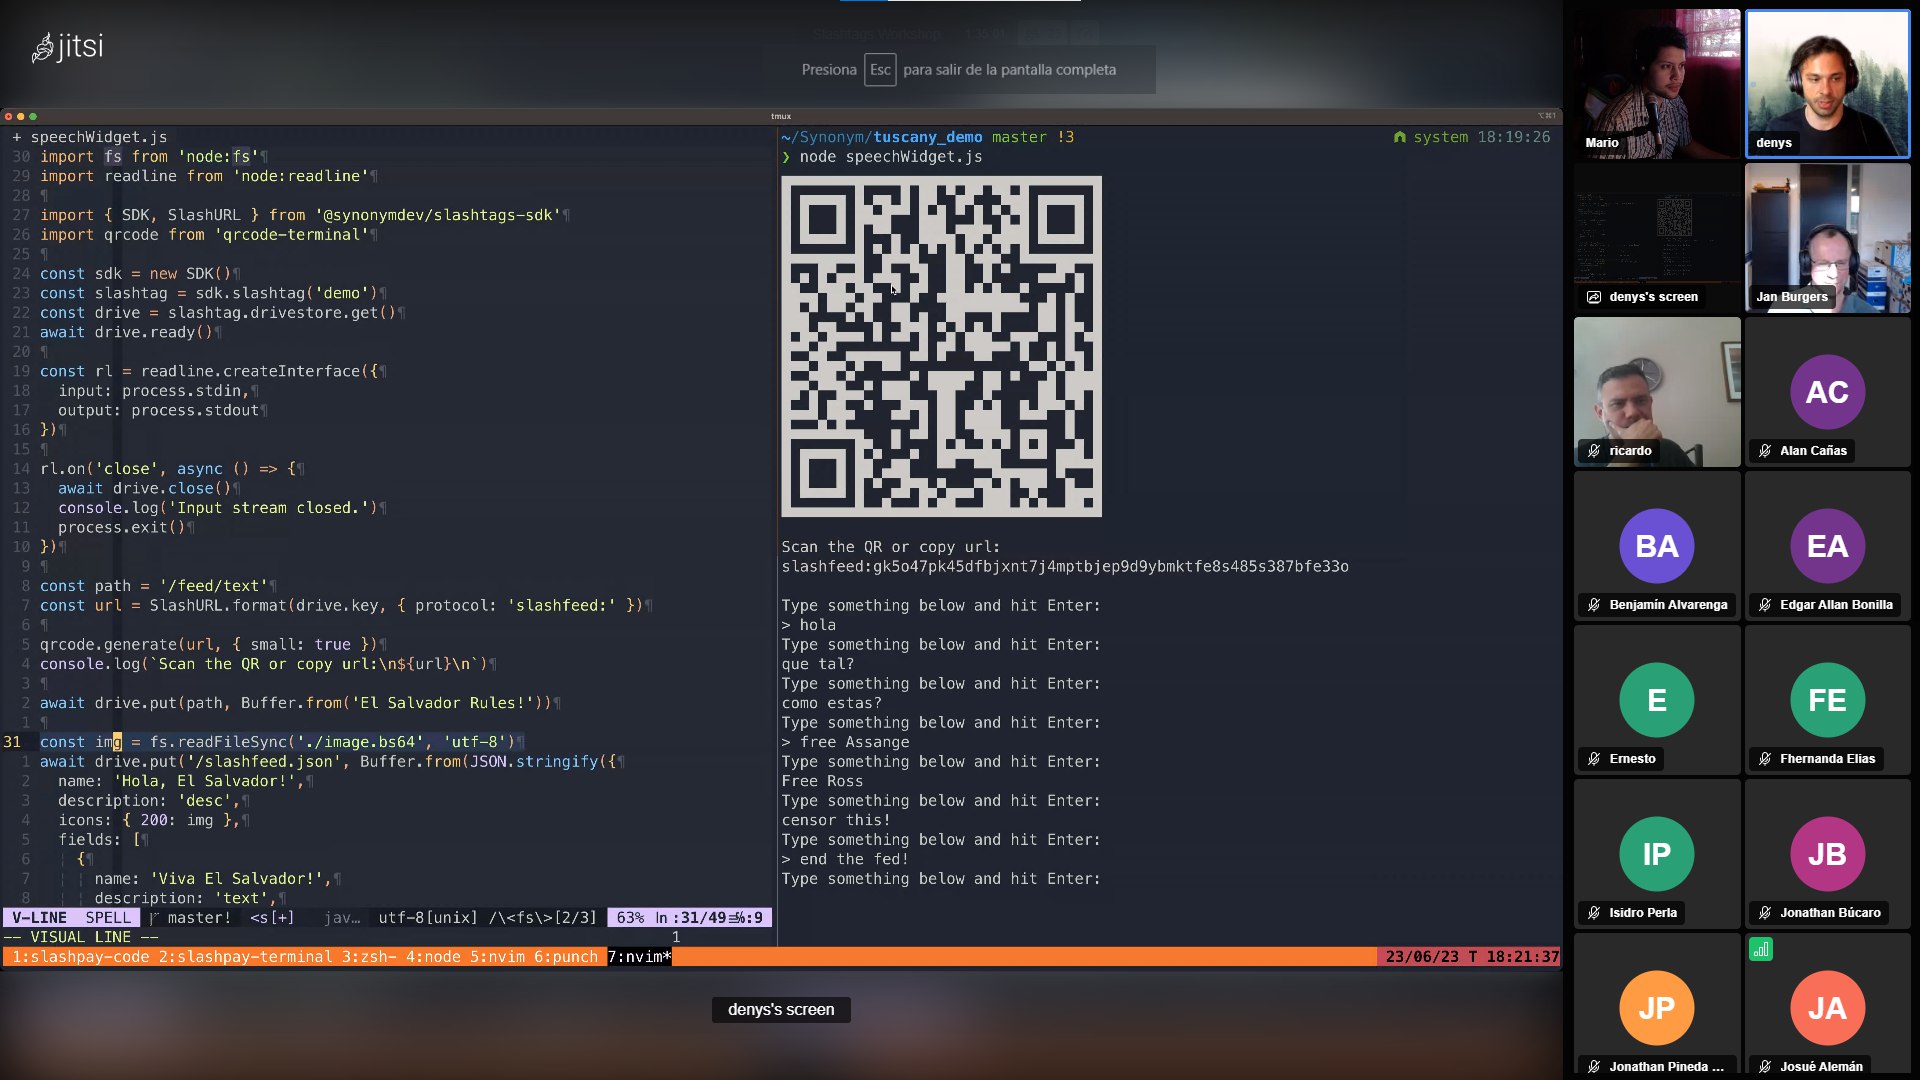 jitsi
Slashtags Workshop
Presiona Esc para salir de la pantalla completa
tmux
+ speechWidget.js
30 import fs from 'node:fs'¶
29 import readline from 'node:readline'¶
28 ¶
27 import { SDK, SlashURL } from '@synonymdev/slashtags-sdk'¶
26 import qrcode from 'qrcode-terminal'¶
25 ¶
24 const sdk = new SDK()¶
23 const slashtag = sdk.slashtag('demo')¶
22 const drive = slashtag.drivestore.get()¶
21 await drive.ready()¶
20 ¶
19 const rl = readline.createInterface({¶
18 input: process.stdin,¶
17 output: process.stdout¶
16 })¶
15 ¶
14 rl.on('close', async () => {¶
13 await drive.close()¶
12 console.log('Input stream closed.')¶
11 process.exit()¶
10 })¶
9 ¶
8 const path = '/feed/text'¶
7 const url = SlashURL.format(drive.key, { protocol: 'slashfeed:' })¶
6 ¶
5 qrcode.generate(url, { small: true })¶
4 console.log(`Scan the QR or copy url:\n${url}\n`)¶
3 ¶
2 await drive.put(path, Buffer.from('El Salvador Rules!'))¶
1 ¶
31 const img = fs.readFileSync('./image.bs64', 'utf-8')¶
1 await drive.put('/slashfeed.json', Buffer.from(JSON.stringify({¶
2 name: 'Hola, El Salvador!',¶
3 description: 'desc',¶
4 icons: { 200: img },¶
5 fields: [¶
6 {¶
7 name: 'Viva El Salvador!',¶
8 description: 'text',¶
V-LINE SPELL master! <s[+] jav… utf-8[unix] /\<fs\>[2/3] 63% ln :31/49 :9
-- VISUAL LINE -- 1
~/Synonym/tuscany_demo master !3 system 18:19:26
❯ node speechWidget.js
Scan the QR or copy url:
slashfeed:gk5o47pk45dfbjxnt7j4mptbjep9d9ybmktfe8s485s387bfe33o
Type something below and hit Enter:
> hola
Type something below and hit Enter:
que tal?
Type something below and hit Enter:
como estas?
Type something below and hit Enter:
> free Assange
Type something below and hit Enter:
Free Ross
Type something below and hit Enter:
censor this!
Type something below and hit Enter:
> end the fed!
Type something below and hit Enter:
1:slashpay-code 2:slashpay-terminal 3:zsh- 4:node 5:nvim 6:punch 7:nvim* 23/06/23 T 18:21:37
denys's screen
Mario
denys
denys's screen
Jan Burgers
ricardo
AC
Alan Cañas
BA
Benjamín Alvarenga
EA
Edgar Allan Bonilla
E
Ernesto
FE
Fhernanda Elias
IP
Isidro Perla
JB
Jonathan Búcaro
JP
Jonathan Pineda ...
JA
Josué Alemán